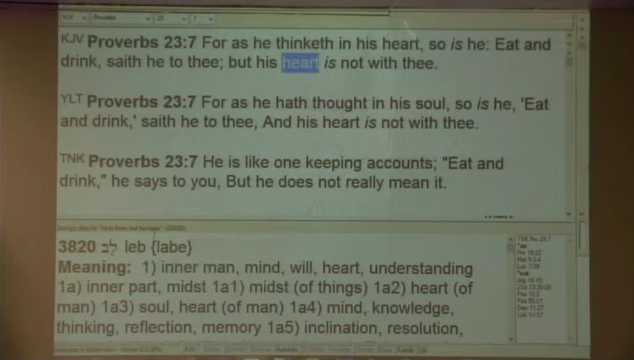 KJV Proverbs 23:7 For as he thinketh in his heart, so is he: Eat and
drink, saith he to thee; but his heart is not with thee.
YLT Proverbs 23:7 For as he hath thought in his soul, so is he, 'Eat
and drink,' saith he to thee, And his heart is not with thee.
TNK Proverbs 23:7 He is like one keeping accounts; "Eat and
drink," he says to you, But he does not really mean it.
3820 לב leb {labe}
Meaning: 1) inner man, mind, will, heart, understanding
1a) inner part, midst 1a1) midst (of things) 1a2) heart (of
man) 1a3) soul, heart (of man) 1a4) mind, knowledge,
thinking, reflection, memory 1a5) inclination, resolution,